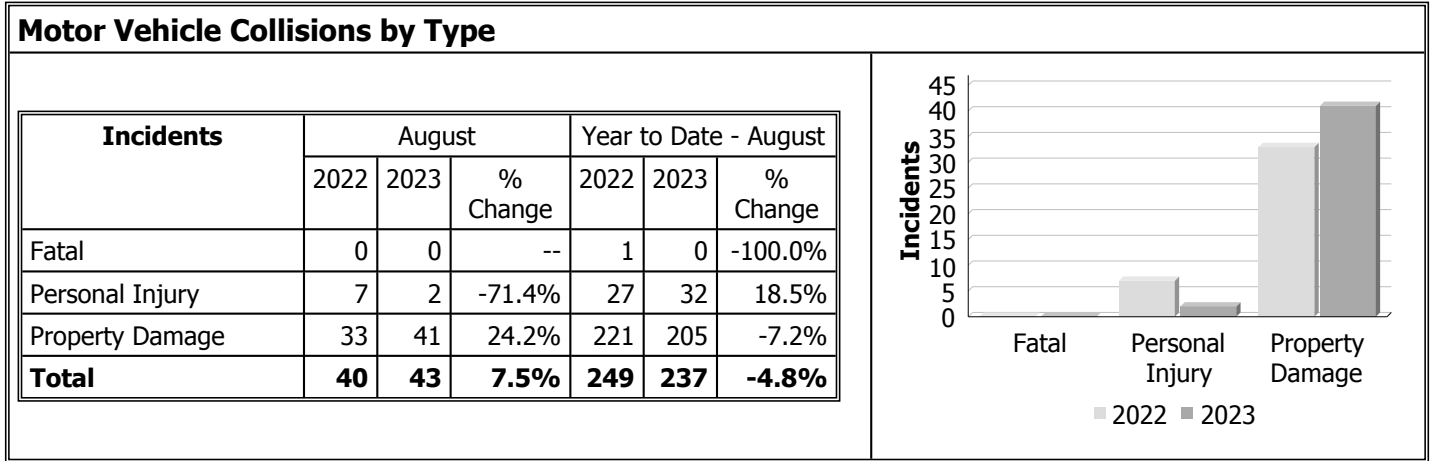 Motor Vehicle Collisions by Type
Incidents August Year to Date - August
2022 2023 % Change 2022 2023 % Change
Fatal 0 0 -- 1 0 -100.0%
Personal Injury 7 2 -71.4% 27 32 18.5%
Property Damage 33 41 24.2% 221 205 -7.2%
Total 40 43 7.5% 249 237 -4.8%
Incidents
45
40
35
30
25
20
15
10
5
0
Fatal Personal Injury Property Damage
2022 2023